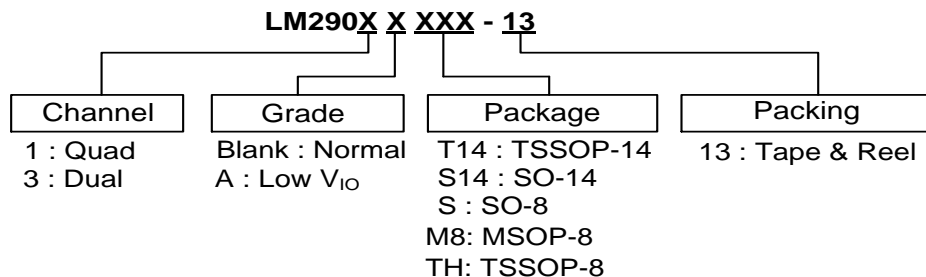 LM290X X XXX - 13
Channel
1 : Quad
3 : Dual
Grade
Blank : Normal
A : Low VIO
Package
T14 : TSSOP-14
S14 : SO-14
S : SO-8
M8: MSOP-8
TH: TSSOP-8
Packing
13 : Tape & Reel